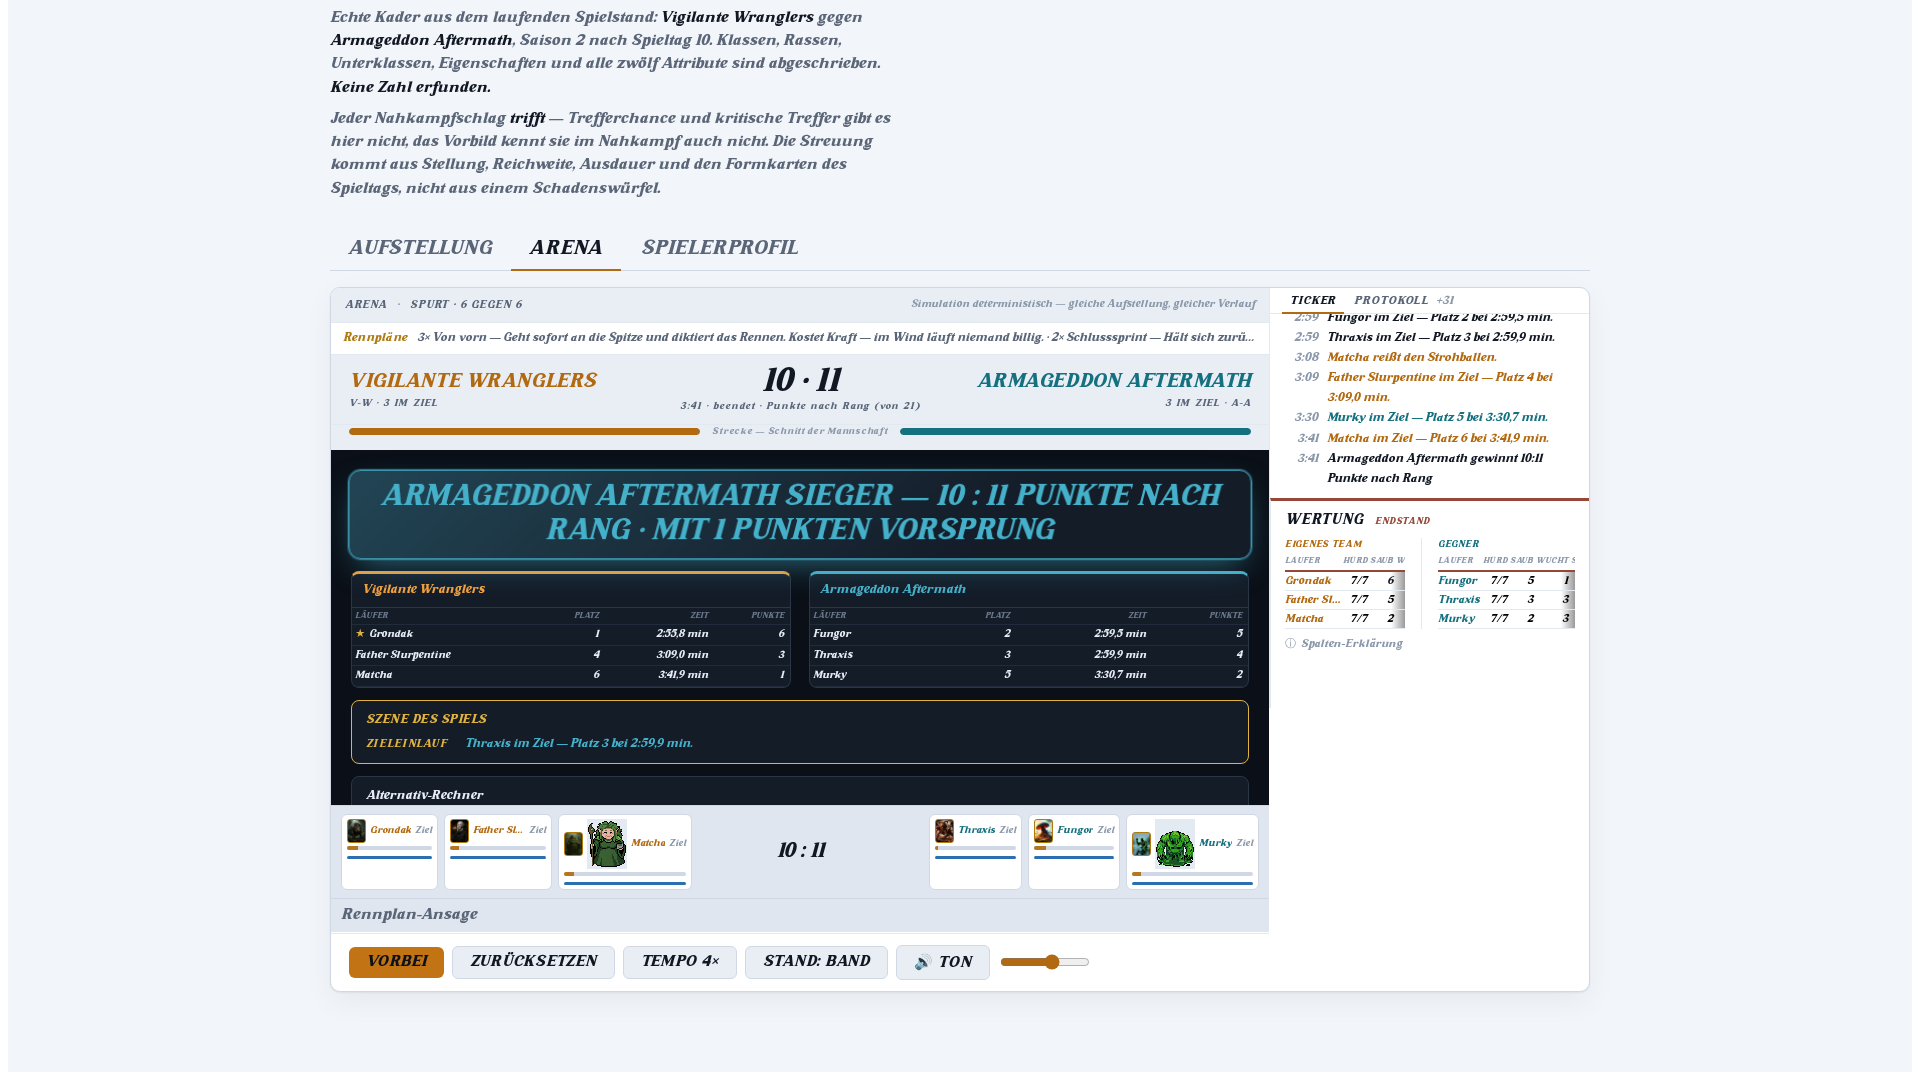 Echte Kader aus dem laufenden Spielstand: Vigilante Wranglers gegen
Armageddon Aftermath, Saison 2 nach Spieltag 10. Klassen, Rassen,
Unterklassen, Eigenschaften und alle zwölf Attribute sind abgeschrieben.
Keine Zahl erfunden.
Jeder Nahkampfschlag trifft — Trefferchance und kritische Treffer gibt es
hier nicht, das Vorbild kennt sie im Nahkampf auch nicht. Die Streuung
kommt aus Stellung, Reichweite, Ausdauer und den Formkarten des
Spieltags, nicht aus einem Schadenswürfel.
AUFSTELLUNG ARENA SPIELERPROFIL
ARENA · SPURT · 6 GEGEN 6 Simulation deterministisch — gleiche Aufstellung, gleicher Verlauf
Rennpläne 3× Von vorn — Geht sofort an die Spitze und diktiert das Rennen. Kostet Kraft — im Wind läuft niemand billig. · 2× Schlusssprint — Hält sich zurü...
VIGILANTE WRANGLERS 10 · 11 ARMAGEDDON AFTERMATH
V-W · 3 IM ZIEL 3:41 · beendet · Punkte nach Rang (von 21) 3 IM ZIEL · A-A
Strecke — Schnitt der Mannschaft
ARMAGEDDON AFTERMATH SIEGER — 10 : 11 PUNKTE NACH
RANG · MIT 1 PUNKTEN VORSPRUNG
Vigilante Wranglers
LÄUFER PLATZ ZEIT PUNKTE
★ Grondak 1 2:55,8 min 6
Father Slurpentine 4 3:09,0 min 3
Matcha 6 3:41,9 min 1
Armageddon Aftermath
LÄUFER PLATZ ZEIT PUNKTE
Fungor 2 2:59,5 min 5
Thraxis 3 2:59,9 min 4
Murky 5 3:30,7 min 2
SZENE DES SPIELS
ZIELEINLAUF Thraxis im Ziel — Platz 3 bei 2:59,9 min.
Alternativ-Rechner
Grondak Ziel
Father Sl... Ziel
Matcha Ziel
10 : 11
Thraxis Ziel
Fungor Ziel
Murky Ziel
Rennplan-Ansage
VORBEI ZURÜCKSETZEN TEMPO 4× STAND: BAND 🔊 TON
TICKER PROTOKOLL +31
2:59 Fungor im Ziel — Platz 2 bei 2:59,5 min.
2:59 Thraxis im Ziel — Platz 3 bei 2:59,9 min.
3:08 Matcha reißt den Strohballen.
3:09 Father Slurpentine im Ziel — Platz 4 bei
3:09,0 min.
3:30 Murky im Ziel — Platz 5 bei 3:30,7 min.
3:41 Matcha im Ziel — Platz 6 bei 3:41,9 min.
3:41 Armageddon Aftermath gewinnt 10:11
Punkte nach Rang
WERTUNG ENDSTAND
EIGENES TEAM
LÄUFER HÜRD SAUB W
Grondak 7/7 6
Father Sl... 7/7 5
Matcha 7/7 2
GEGNER
LÄUFER HÜRD SAUB WUCHT S
Fungor 7/7 5 1
Thraxis 7/7 3 3
Murky 7/7 2 3
ⓘ Spalten-Erklärung